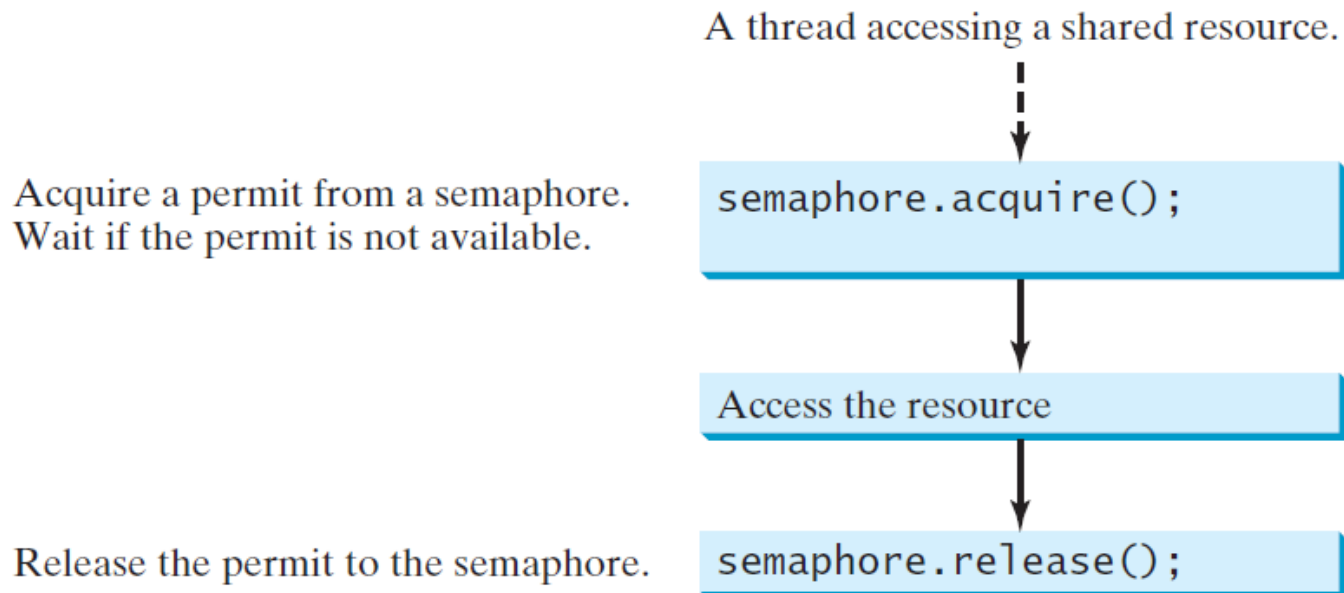 A thread accessing a shared resource.
Acquire a permit from a semaphore.
Wait if the permit is not available.
semaphore.acquire();
Access the resource
Release the permit to the semaphore.
semaphore.release();